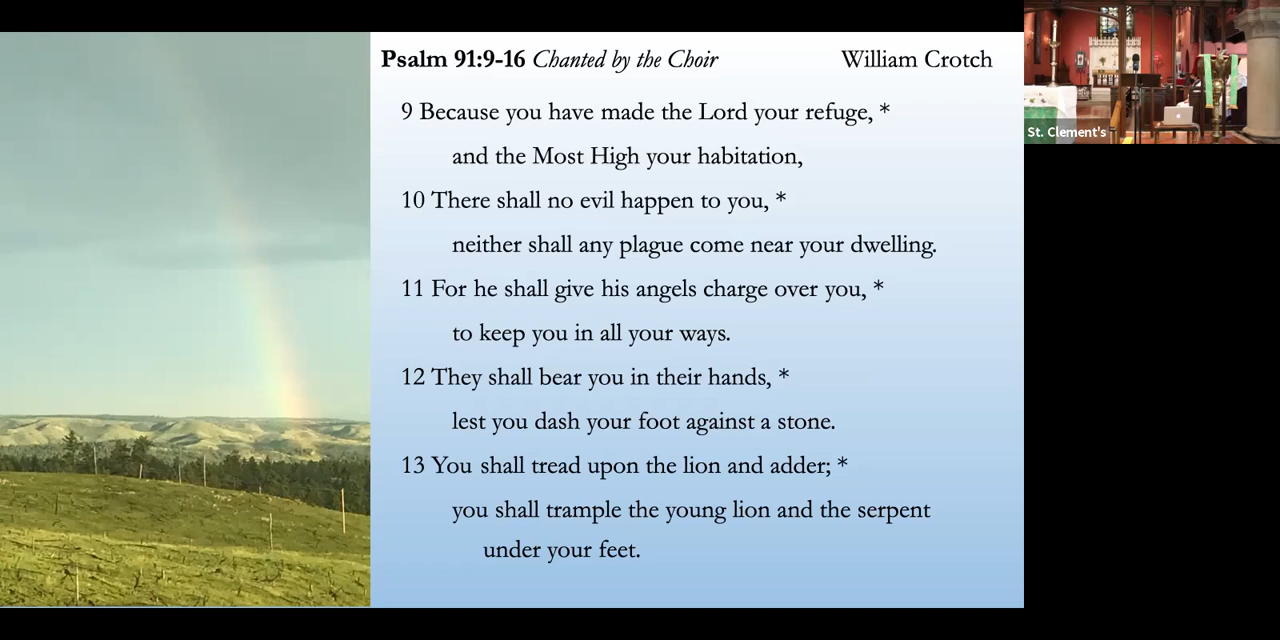 Psalm 91:9-16 Chanted by the Choir William Crotch
9 Because you have made the Lord your refuge, *
and the Most High your habitation,
10 There shall no evil happen to you, *
neither shall any plague come near your dwelling.
11 For he shall give his angels charge over you, *
to keep you in all your ways.
12 They shall bear you in their hands, *
lest you dash your foot against a stone.
13 You shall tread upon the lion and adder; *
you shall trample the young lion and the serpent
under your feet.
St. Clement's